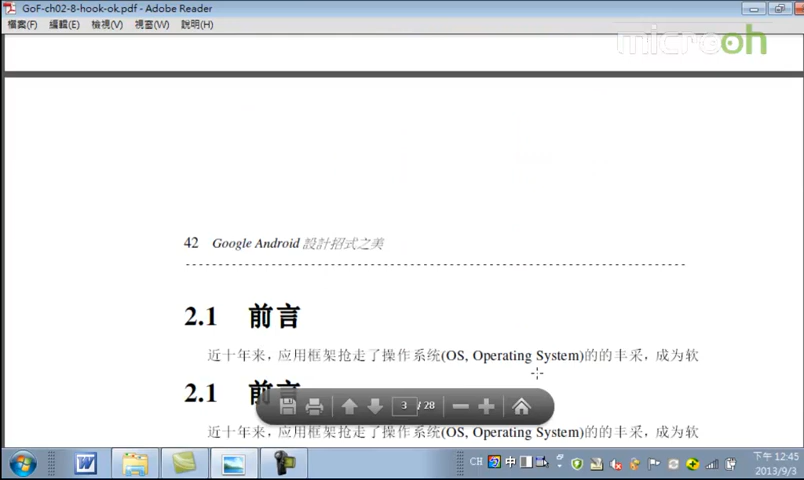 GoF-ch02-8-hook-ok.pdf - Adobe Reader
檔案(F) 編輯(E) 檢視(V) 視窗(W) 說明(H)
microoh
42 Google Android 設計招式之美
2.1 前言
近十年来，应用框架抢走了操作系统(OS, Operating System)的的丰采，成为软
2.1 前言
3 / 28
近十年来，应用框架抢走了操作系统(OS, Operating System)的的丰采，成为软
CH 中
下午 12:45
2013/9/3